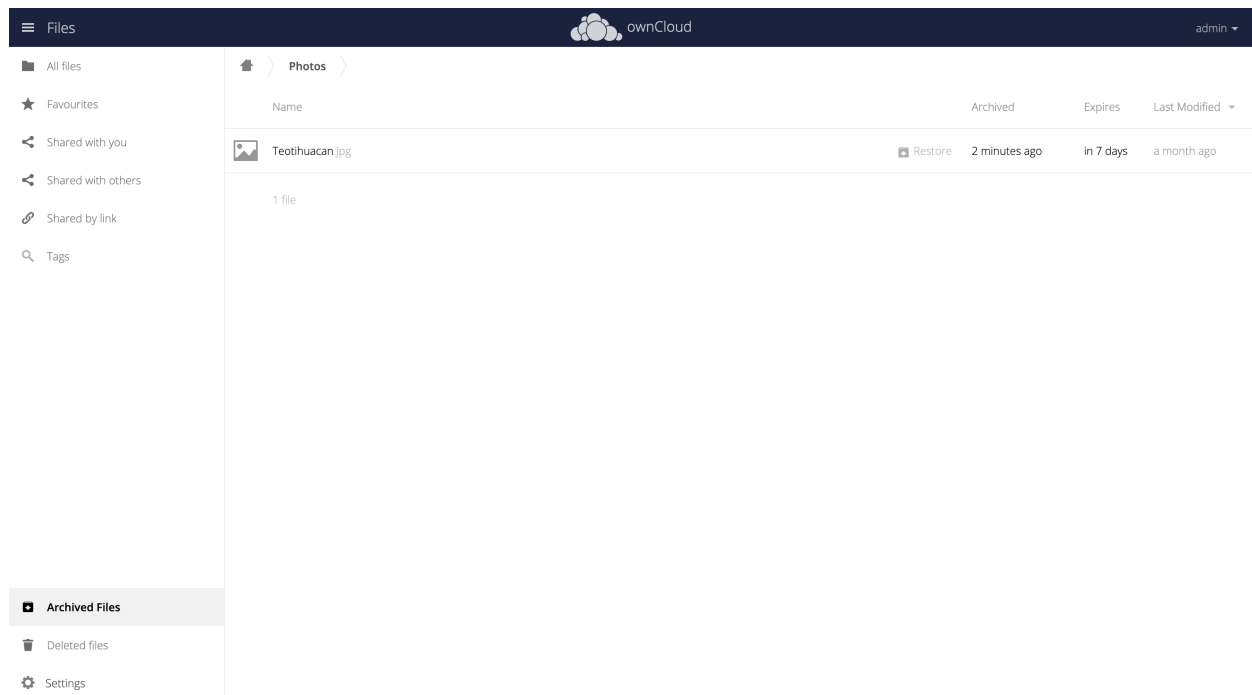 Files
ownCloud
admin
All files
Favourites
Shared with you
Shared with others
Shared by link
Tags
Archived Files
Deleted files
Settings
Photos
Name Archived Expires Last Modified
Teotihuacan.jpg Restore 2 minutes ago in 7 days a month ago
1 file